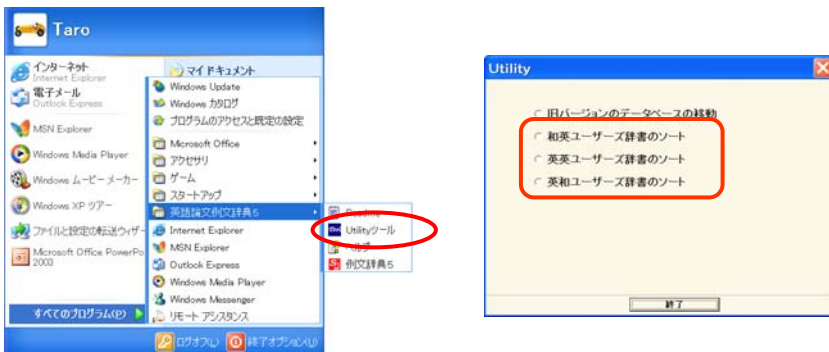 Taro
インターネット
Internet Explorer
電子メール
Outlook Express
MSN Explorer
Windows Media Player
Windows ムービー メーカー
Windows XP ツアー
ファイルと設定の転送ウィザー
Microsoft Office PowerPo
2003
すべてのプログラム(P)
マイ ドキュメント
Windows Update
Windows カタログ
プログラムのアクセスと既定の設定
Microsoft Office
アクセサリ
ゲーム
スタートアップ
英語論文例文辞典5
Internet Explorer
MSN Explorer
Outlook Express
Windows Media Player
Windows Messenger
リモート アシスタンス
Readme
Utilityツール
ヘルプ
例文辞典5
ログオフ(L)
終了オプション(U)
Utility
旧バージョンのデータベースの移動
和英ユーザーズ辞書のソート
英英ユーザーズ辞書のソート
英和ユーザーズ辞書のソート
終了